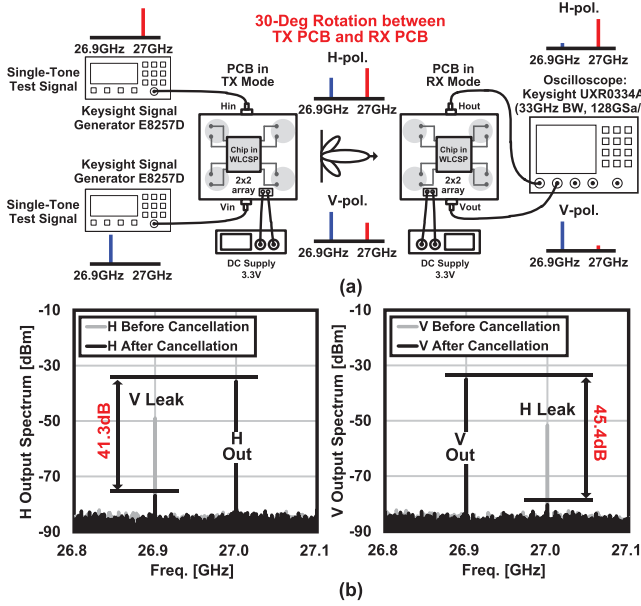 30-Deg Rotation between
TX PCB and RX PCB
26.9GHz 27GHz
Single-Tone
Test Signal
Keysight Signal
Generator E8257D
Keysight Signal
Generator E8257D
Single-Tone
Test Signal
26.9GHz 27GHz
PCB in
TX Mode
Hin
Chip in
WLCSP
2x2
array
Vin
DC Supply
3.3V
H-pol.
26.9GHz 27GHz
V-pol.
26.9GHz 27GHz
PCB in
RX Mode
Hout
Chip in
WLCSP
2x2
array
Vout
DC Supply
3.3V
H-pol.
26.9GHz 27GHz
Oscilloscope:
Keysight UXR0334A
(33GHz BW, 128GSa/
V-pol.
26.9GHz 27GHz
(a)
H Output Spectrum [dBm]
-10
-30
-50
-70
-90
H Before Cancellation
H After Cancellation
V Leak
41.3dB
H
Out
26.8 26.9 27.0 27.1
Freq. [GHz]
V Output Spectrum [dBm]
-10
-30
-50
-70
-90
V Before Cancellation
V After Cancellation
V
Out
H Leak
45.4dB
26.8 26.9 27.0 27.1
Freq. [GHz]
(b)